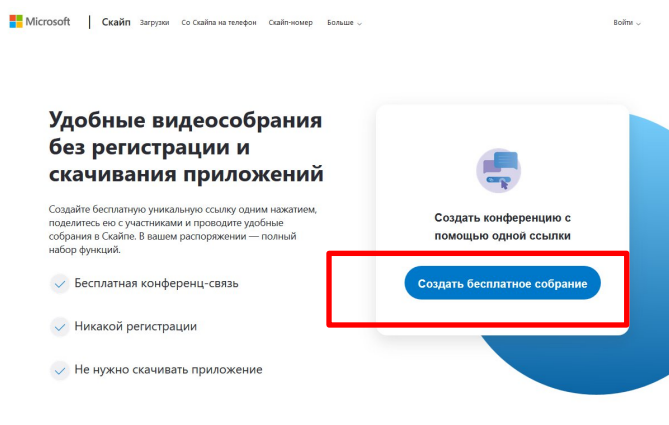 Microsoft
Скайп
Загрузки
Со Скайпа на телефон
Скайп-номер
Больше
Войти
Удобные видеособрания
без регистрации и
скачивания приложений
Создайте бесплатную уникальную ссылку одним нажатием,
поделитесь ею с участниками и проводите удобные
собрания в Скайпе. В вашем распоряжении — полный
набор функций.
Бесплатная конференц-связь
Никакой регистрации
Не нужно скачивать приложение
Создать конференцию с
помощью одной ссылки
Создать бесплатное собрание